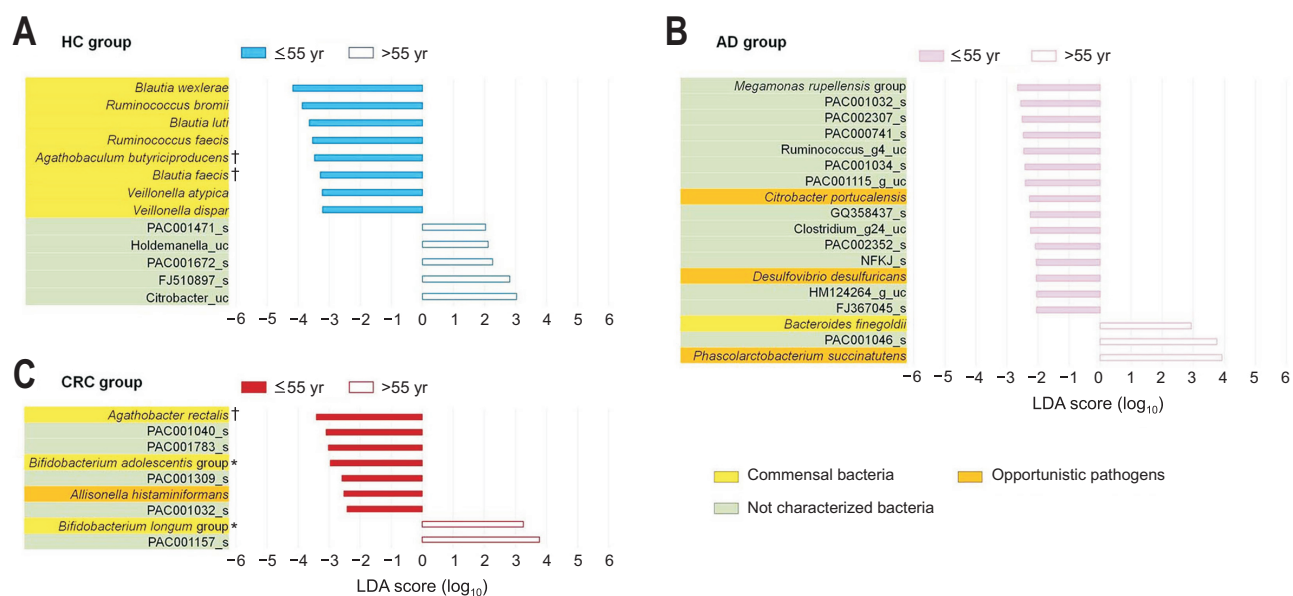 A
HC group
≤55 yr
>55 yr
Blautia wexlerae
Ruminococcus bromii
Blautia luti
Ruminococcus faecis
Agathobaculum butyriciproducens †
Blautia faecis †
Veillonella atypica
Veillonella dispar
PAC001471_s
Holdemanella_uc
PAC001672_s
FJ510897_s
Citrobacter_uc
−6 −5 −4 −3 −2 −1 0 1 2 3 4 5 6
B
AD group
≤55 yr
>55 yr
Megamonas rupellensis group
PAC001032_s
PAC002307_s
PAC000741_s
Ruminococcus_g4_uc
PAC001034_s
PAC001115_g_uc
Citrobacter portucalensis
GQ358437_s
Clostridium_g24_uc
PAC002352_s
NFKJ_s
Desulfovibrio desulfuricans
HM124264_g_uc
FJ367045_s
Bacteroides finegoldii
PAC001046_s
Phascolarctobacterium succinatutens
−6 −5 −4 −3 −2 −1 0 1 2 3 4 5 6
LDA score (log10)
C
CRC group
≤55 yr
>55 yr
Agathobacter rectalis †
PAC001040_s
PAC001783_s
Bifidobacterium adolescentis group *
PAC001309_s
Allisonella histaminiformans
PAC001032_s
Bifidobacterium longum group *
PAC001157_s
−6 −5 −4 −3 −2 −1 0 1 2 3 4 5 6
LDA score (log10)
Commensal bacteria
Opportunistic pathogens
Not characterized bacteria